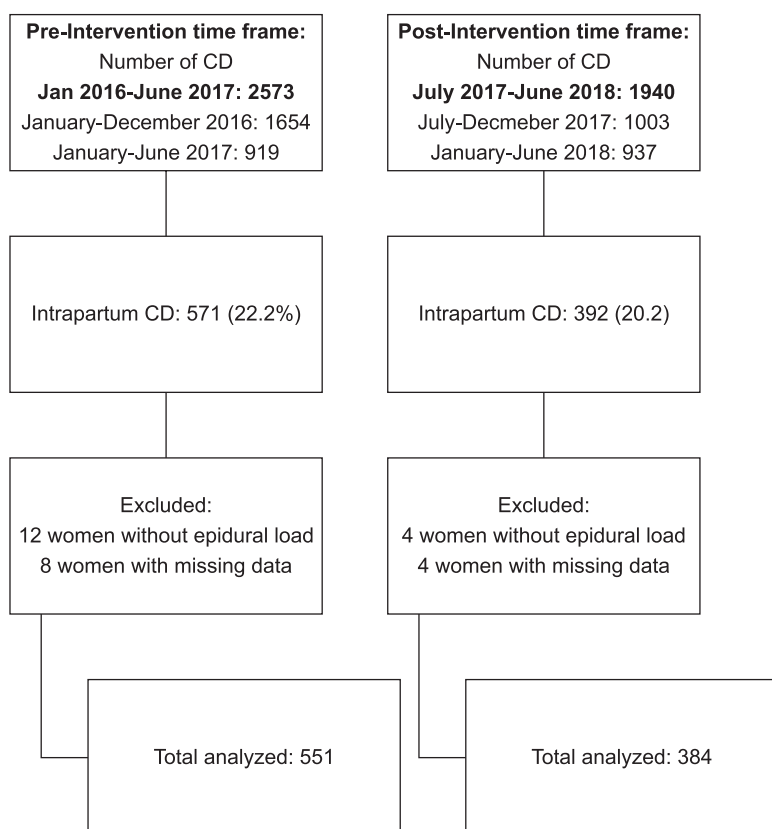 Pre-Intervention time frame:
Number of CD
Jan 2016-June 2017: 2573
January-December 2016: 1654
January-June 2017: 919
Intrapartum CD: 571 (22.2%)
Excluded:
12 women without epidural load
8 women with missing data
Total analyzed: 551
Post-Intervention time frame:
Number of CD
July 2017-June 2018: 1940
July-Decmeber 2017: 1003
January-June 2018: 937
Intrapartum CD: 392 (20.2)
Excluded:
4 women without epidural load
4 women with missing data
Total analyzed: 384